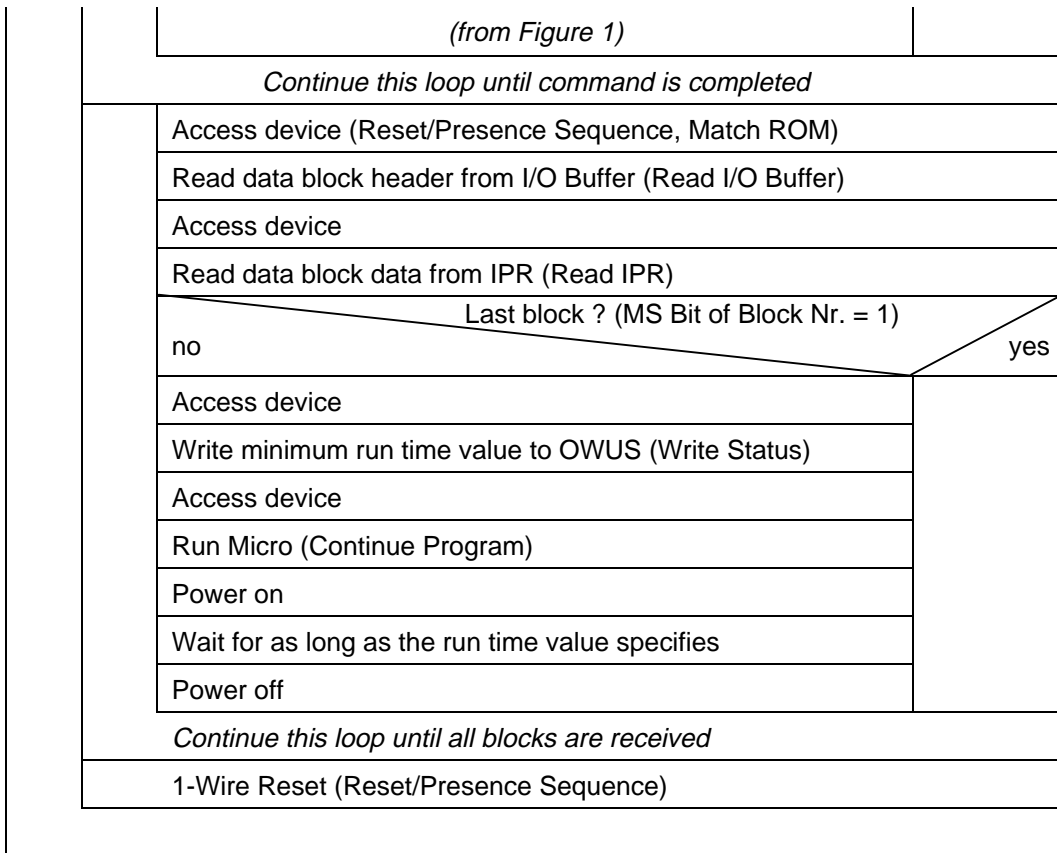 (from Figure 1)
Continue this loop until command is completed
Access device (Reset/Presence Sequence, Match ROM)
Read data block header from I/O Buffer (Read I/O Buffer)
Access device
Read data block data from IPR (Read IPR)
Last block ? (MS Bit of Block Nr. = 1)
no yes
Access device
Write minimum run time value to OWUS (Write Status)
Access device
Run Micro (Continue Program)
Power on
Wait for as long as the run time value specifies
Power off
Continue this loop until all blocks are received
1-Wire Reset (Reset/Presence Sequence)